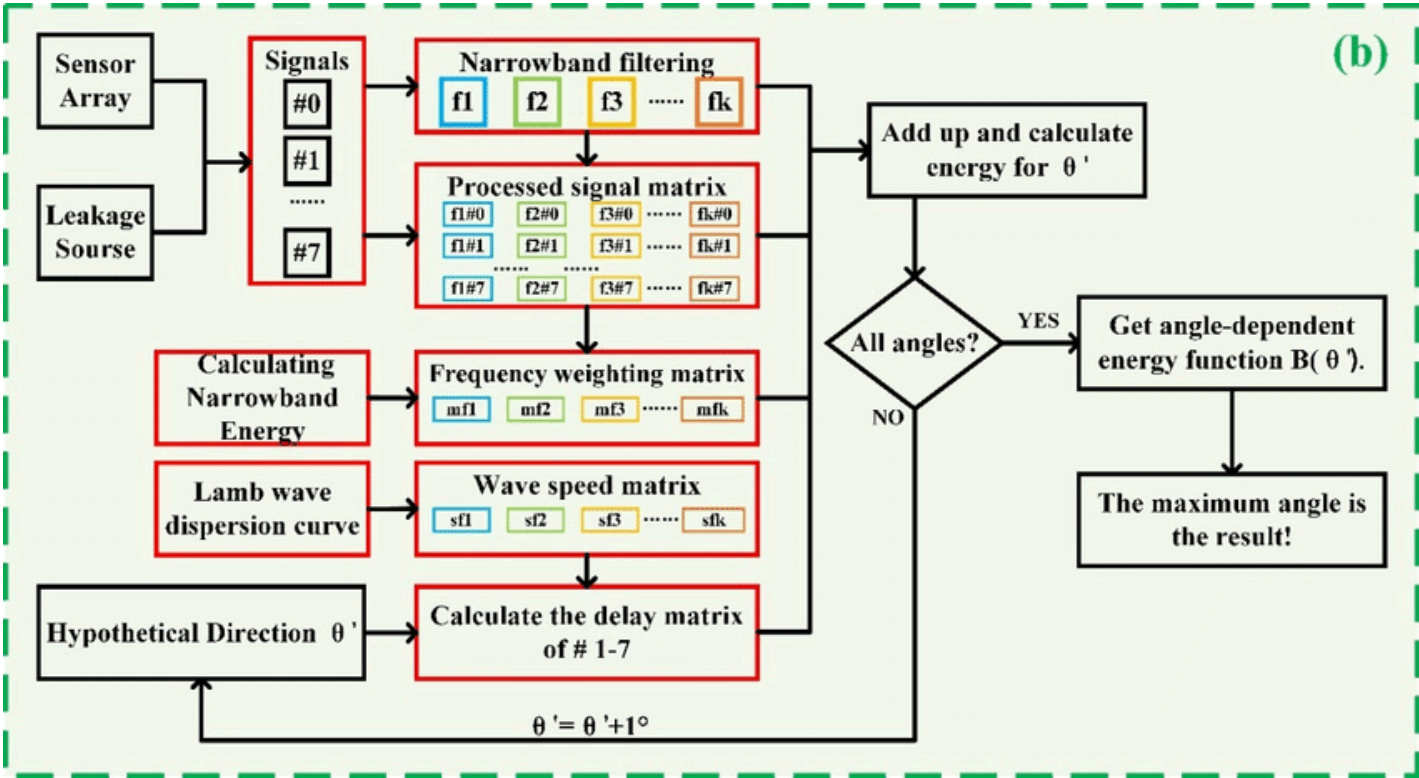 (b)
Sensor
Array
Leakage
Sourse
Signals
#0
#1
......
#7
Narrowband filtering
f1 f2 f3 ······ fk
Processed signal matrix
f1#0 f2#0 f3#0 ······ fk#0
f1#1 f2#1 f3#1 ······ fk#1
...... ......
f1#7 f2#7 f3#7 ······ fk#7
Calculating
Narrowband
Energy
Frequency weighting matrix
mf1 mf2 mf3 ······ mfk
Lamb wave
dispersion curve
Wave speed matrix
sf1 sf2 sf3 ······ sfk
Hypothetical Direction θ'
Calculate the delay matrix
of # 1-7
Add up and calculate
energy for θ'
All angles?
YES
NO
θ'= θ'+1°
Get angle-dependent
energy function B( θ').
The maximum angle is
the result!